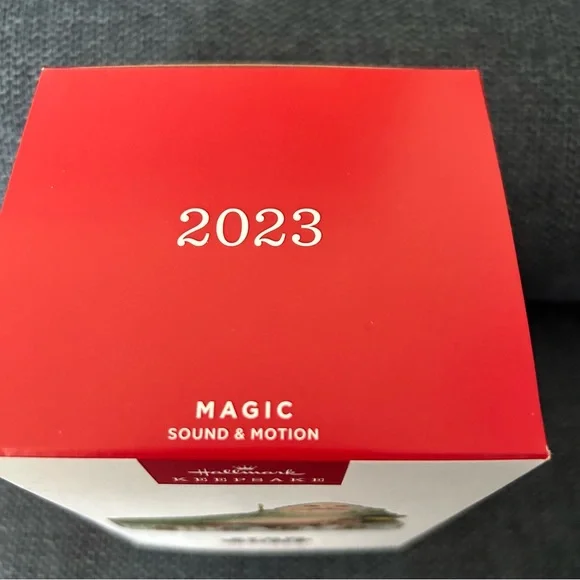 2023
MAGIC
SOUND & MOTION
Hallmark
KEEPSAKE